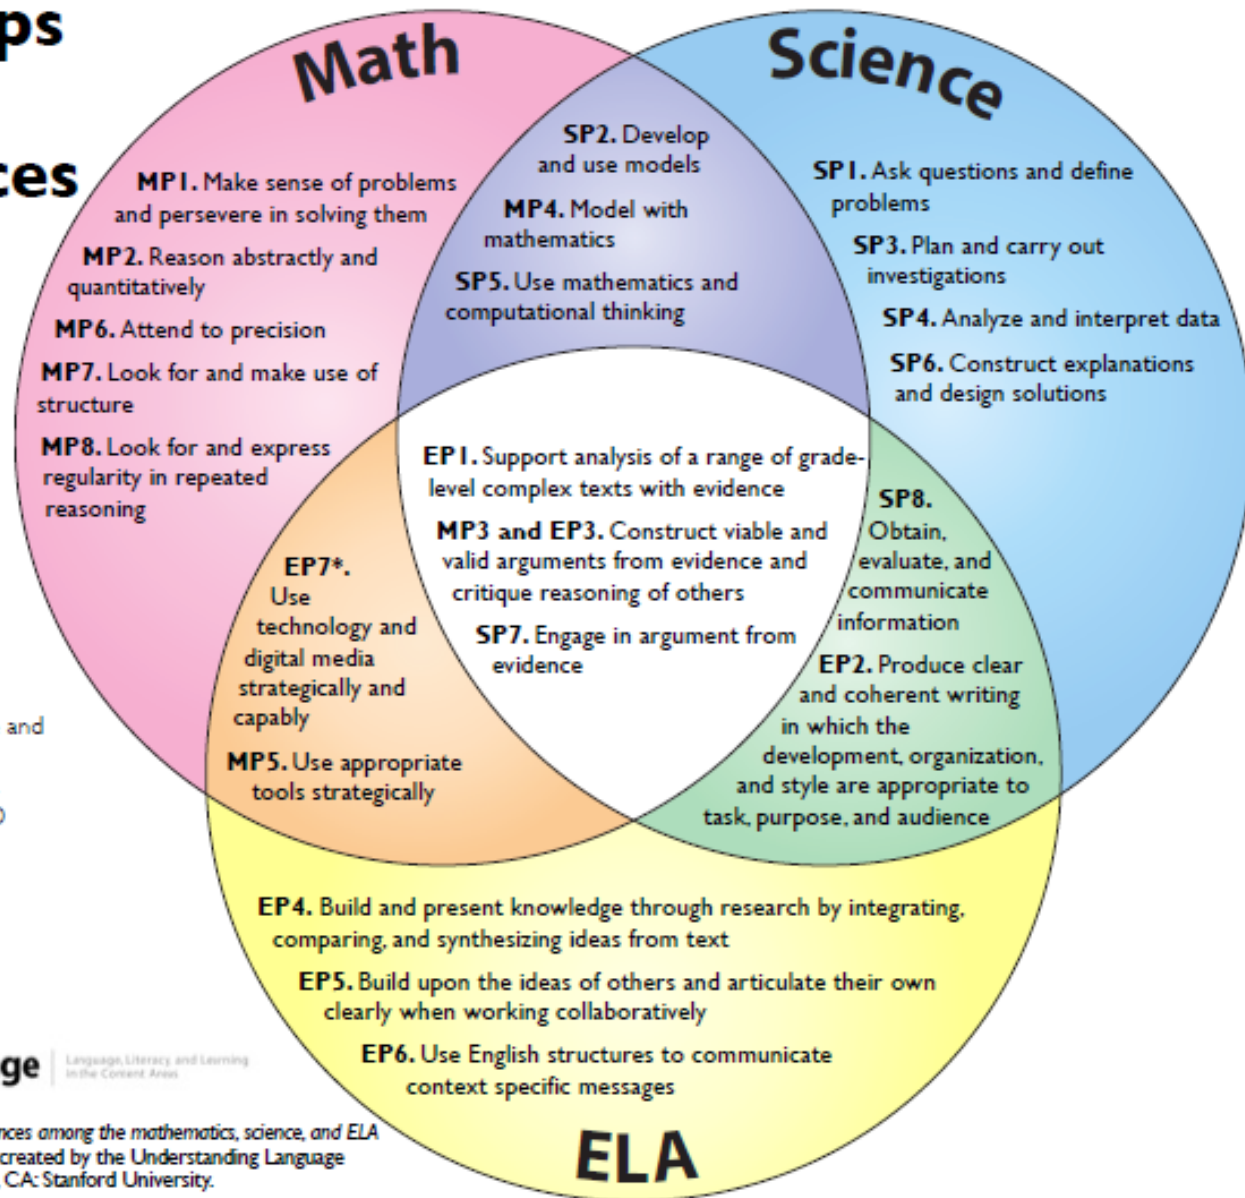 ps
ces
Math
MP1. Make sense of problems
and persevere in solving them
MP2. Reason abstractly and
quantitatively
MP6. Attend to precision
MP7. Look for and make use of
structure
MP8. Look for and express
regularity in repeated
reasoning
SP2. Develop
and use models
MP4. Model with
mathematics
SP5. Use mathematics and
computational thinking
Science
SP1. Ask questions and define
problems
SP3. Plan and carry out
investigations
SP4. Analyze and interpret data
SP6. Construct explanations
and design solutions
EP1. Support analysis of a range of grade-
level complex texts with evidence
MP3 and EP3. Construct viable and
valid arguments from evidence and
critique reasoning of others
SP7. Engage in argument from
evidence
EP7*.
Use
technology and
digital media
strategically and
capably
MP5. Use appropriate
tools strategically
SP8.
Obtain,
evaluate, and
communicate
information
EP2. Produce clear
and coherent writing
in which the
development, organization,
and style are appropriate to
task, purpose, and audience
and
EP4. Build and present knowledge through research by integrating,
comparing, and synthesizing ideas from text
EP5. Build upon the ideas of others and articulate their own
clearly when working collaboratively
EP6. Use English structures to communicate
context specific messages
ELA
ge
Language, Literacy, and Learning
in the Content Areas
nces among the mathematics, science, and ELA
created by the Understanding Language
, CA: Stanford University.